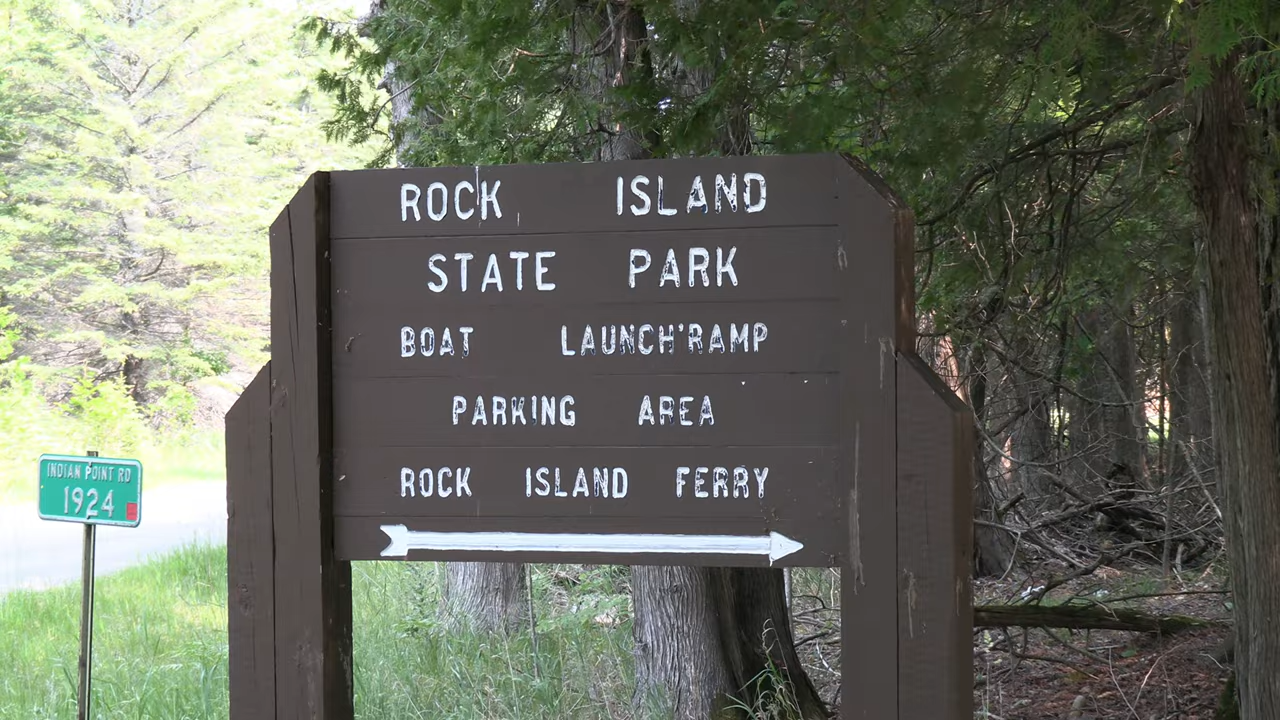 ROCK ISLAND
STATE PARK
BOAT LAUNCH'RAMP
PARKING AREA
ROCK ISLAND FERRY
INDIAN POINT RD
1924